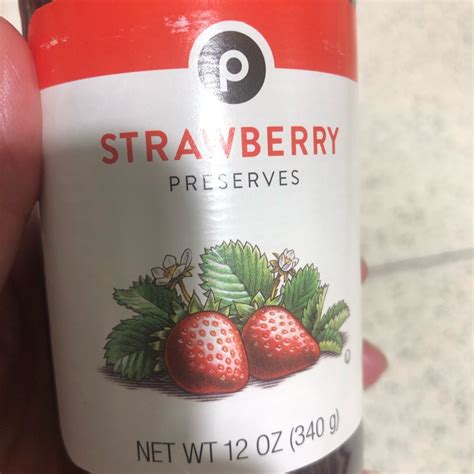 p
STRAWBERRY
PRESERVES
NET WT 12 OZ (340 g)